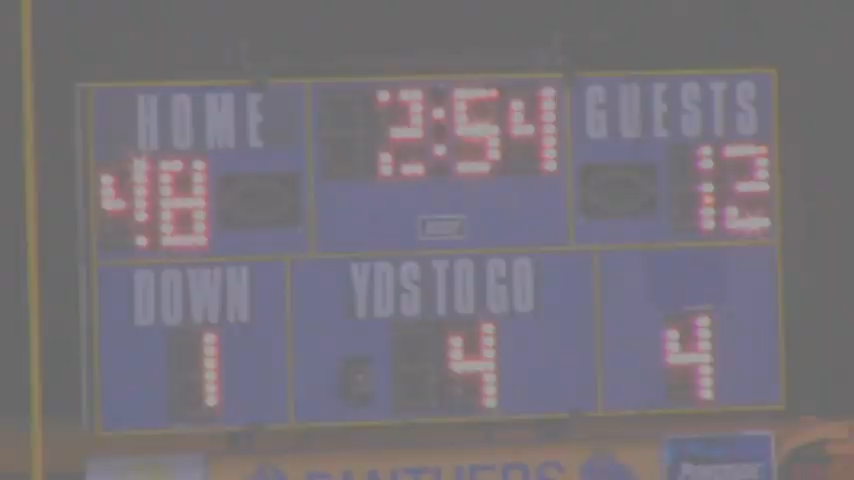 HOME 2:54 GUESTS
48 12
DOWN YDS TO GO
1 4 4
PANTHERS